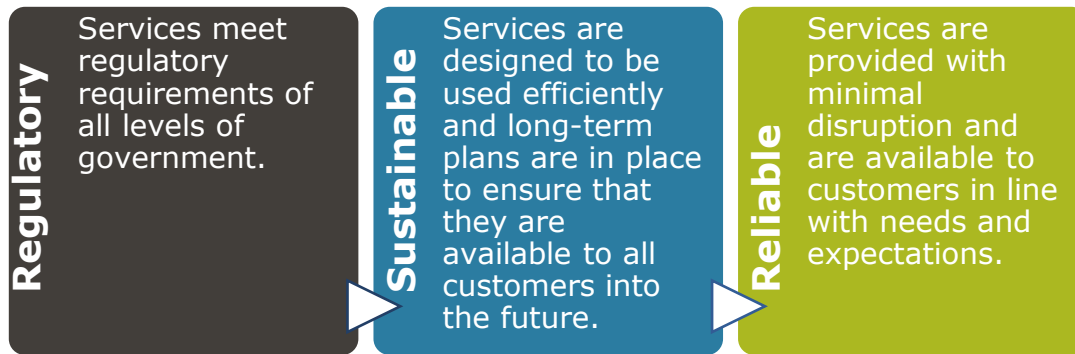 Regulatory
Services meet
regulatory
requirements of
all levels of
government.
Sustainable
Services are
designed to be
used efficiently
and long-term
plans are in place
to ensure that
they are
available to all
customers into
the future.
Reliable
Services are
provided with
minimal
disruption and
are available to
customers in line
with needs and
expectations.